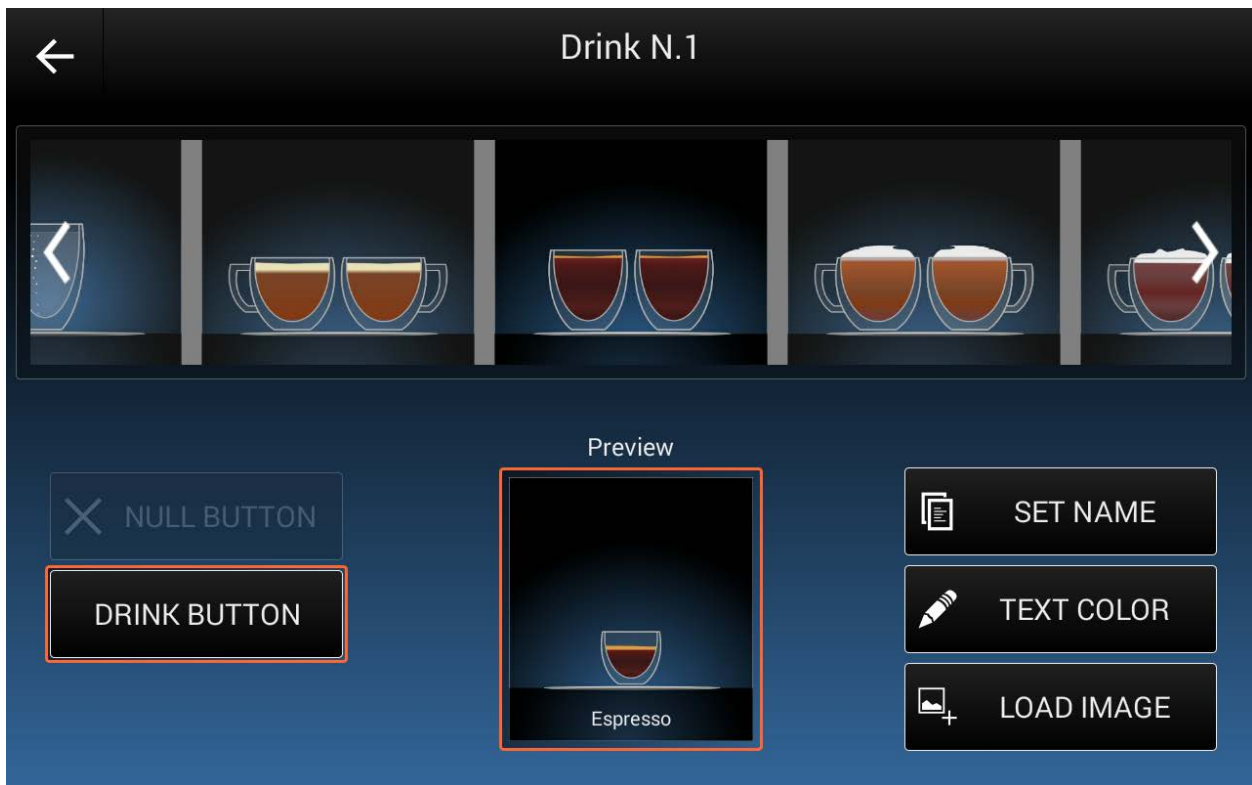 Drink N.1
Preview
NULL BUTTON
DRINK BUTTON
Espresso
SET NAME
TEXT COLOR
LOAD IMAGE